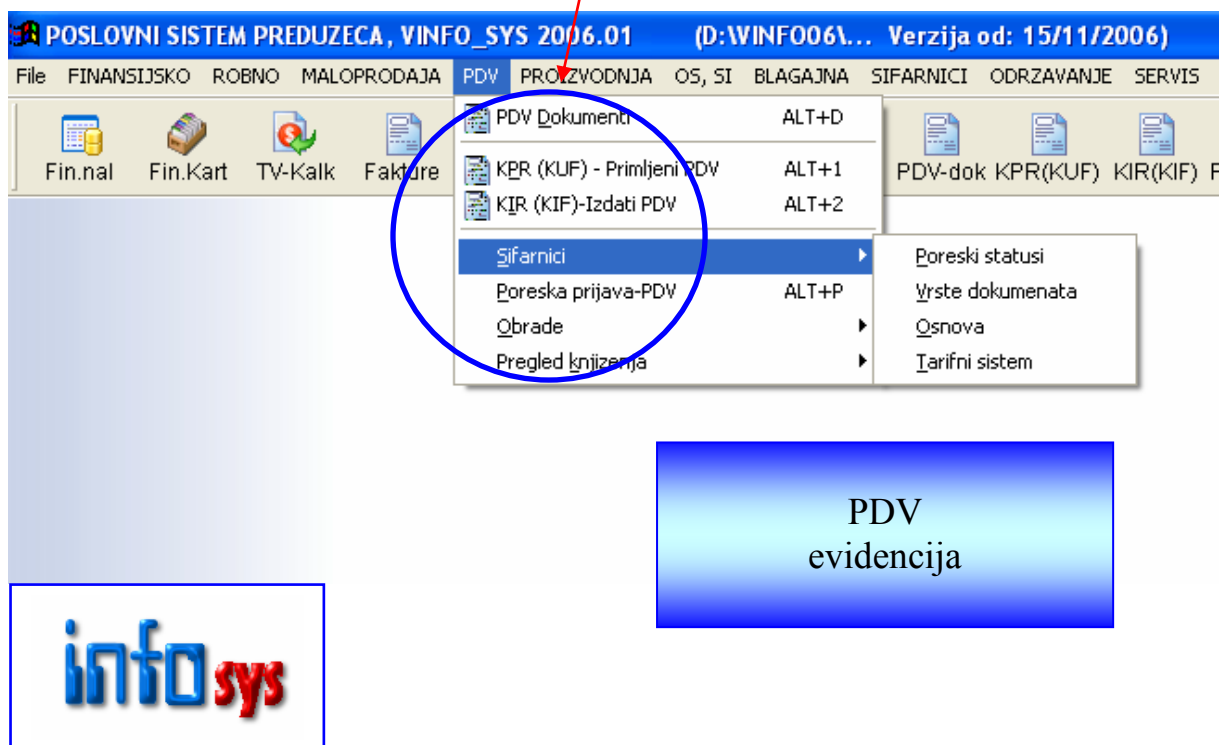 POSLOVNI SISTEM PREDUZECA, VINFO_SYS 2006.01 (D:\VINFO06\... Verzija od: 15/11/2006)
File FINANSIJSKO ROBNO MALOPRODAJA PDV PROIZVODNJA OS, SI BLAGAJNA SIFARNICI ODRZAVANJE SERVIS
Fin.nal Fin.Kart TV-Kalk Fakture PDV-dok KPR(KUF) KIR(KIF)
PDV Dokumenti ALT+D
KPR (KUF) - Primljeni PDV ALT+1
KIR (KIF)-Izdati PDV ALT+2
Sifarnici
Poreska prijava-PDV ALT+P
Obrade
Pregled knjizenja
Poreski statusi
Vrste dokumenata
Osnova
Tarifni sistem
PDV
evidencija
info sys